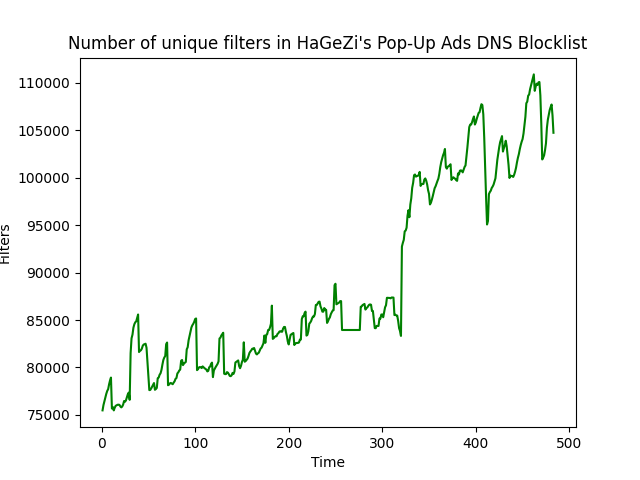 Number of unique filters in HaGeZi's Pop-Up Ads DNS Blocklist
110000
105000
100000
95000
90000
85000
80000
75000
Filters
0 100 200 300 400 500
Time